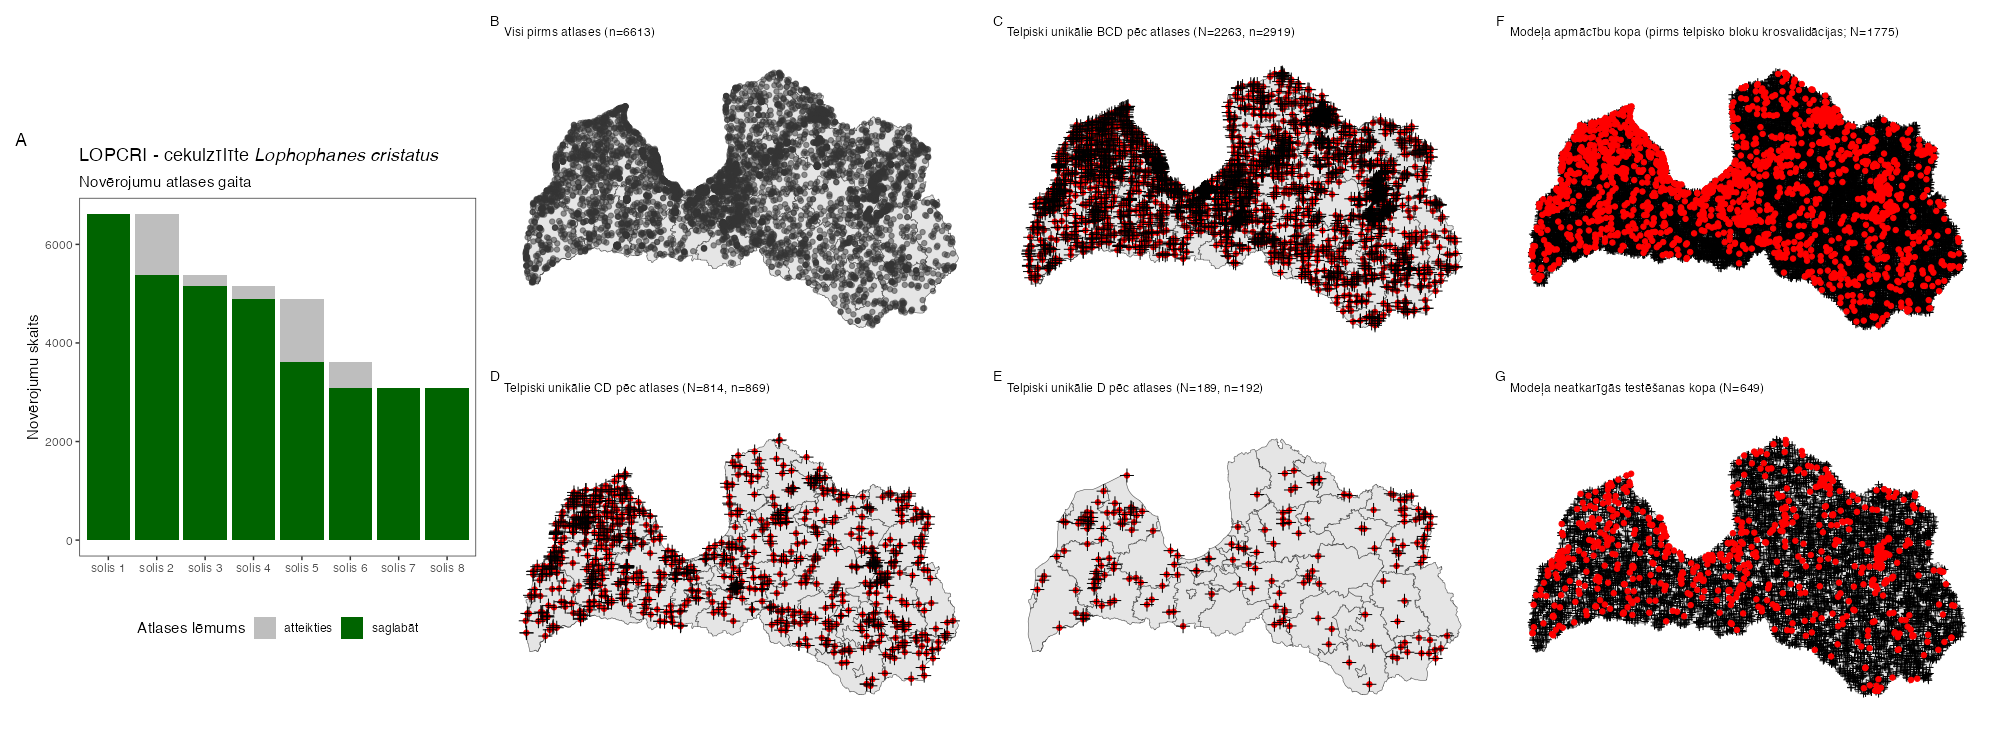 A
LOPCRI - cekulzīlīte Lophophanes cristatus
Novērojumu atlases gaita
Novērojumu skaits
6000
4000
2000
0
solis 1 solis 2 solis 3 solis 4 solis 5 solis 6 solis 7 solis 8
Atlases lēmums atteikties saglabāt
B
Visi pirms atlases (n=6613)
C
Telpiski unikālie BCD pēc atlases (N=2263, n=2919)
F
Modeļa apmācību kopa (pirms telpisko bloku krosvalidācijas; N=1775)
D
Telpiski unikālie CD pēc atlases (N=814, n=869)
E
Telpiski unikālie D pēc atlases (N=189, n=192)
G
Modeļa neatkarīgās testēšanas kopa (N=649)